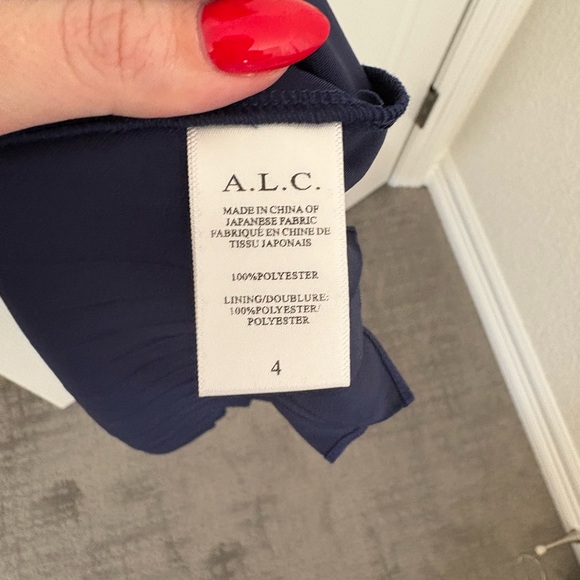 A.L.C.
MADE IN CHINA OF
JAPANESE FABRIC
FABRIQUÉ EN CHINE DE
TISSU JAPONAIS
100%POLYESTER
LINING/DOUBLURE:
100%POLYESTER/
POLYESTER
4